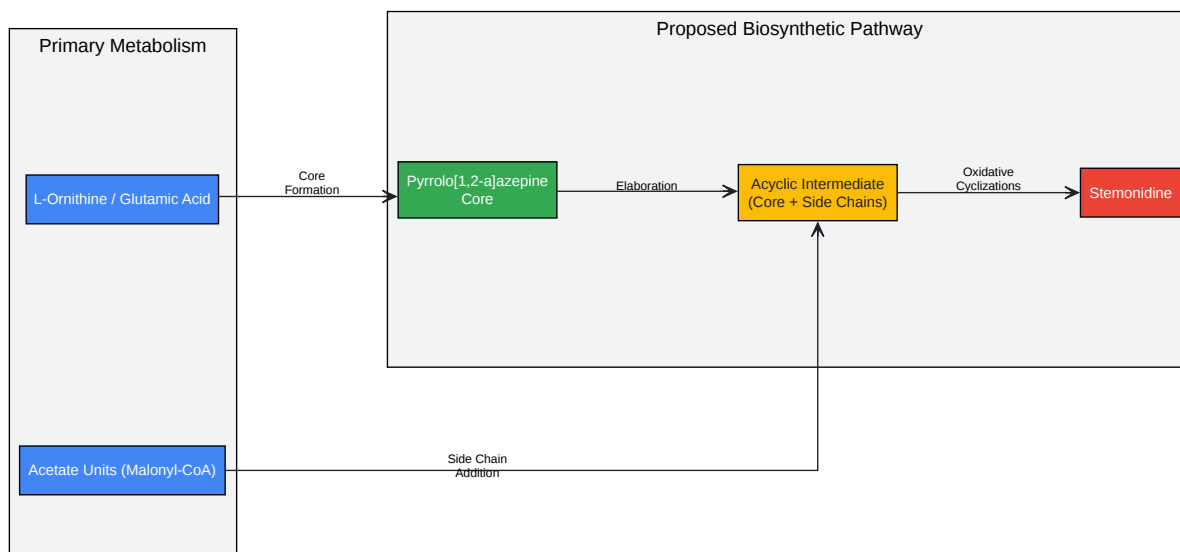 Primary Metabolism
Proposed Biosynthetic Pathway
L-Ornithine / Glutamic Acid
Core
Formation
Pyrrolo[1,2-a]azepine
Core
Elaboration
Acyclic Intermediate
(Core + Side Chains)
Oxidative
Cyclizations
Stemonidine
Acetate Units (Malonyl-CoA)
Side Chain
Addition